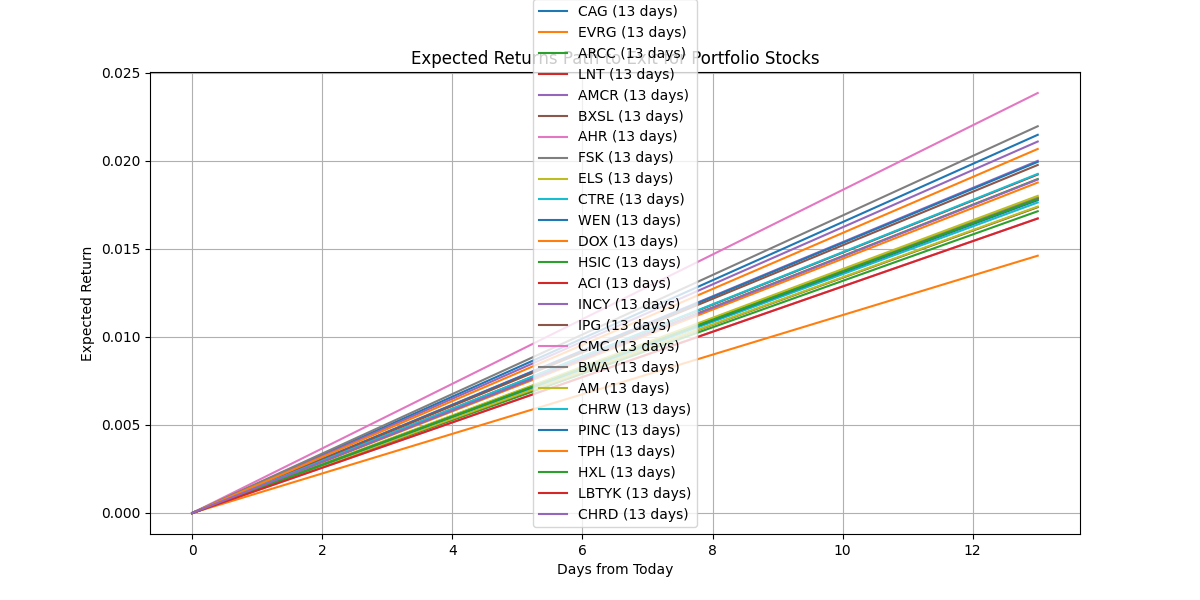 CAG (13 days)
EVRG (13 days)
ARCC (13 days)
Expected Returns Path to Exit for Portfolio Stocks
LNT (13 days)
AMCR (13 days)
BXSL (13 days)
AHR (13 days)
FSK (13 days)
ELS (13 days)
CTRE (13 days)
WEN (13 days)
DOX (13 days)
HSIC (13 days)
ACI (13 days)
INCY (13 days)
IPG (13 days)
CMC (13 days)
BWA (13 days)
AM (13 days)
CHRW (13 days)
PINC (13 days)
TPH (13 days)
HXL (13 days)
LBTYK (13 days)
CHRD (13 days)
Expected Return
0.025
0.020
0.015
0.010
0.005
0.000
0 2 4 6 8 10 12
Days from Today